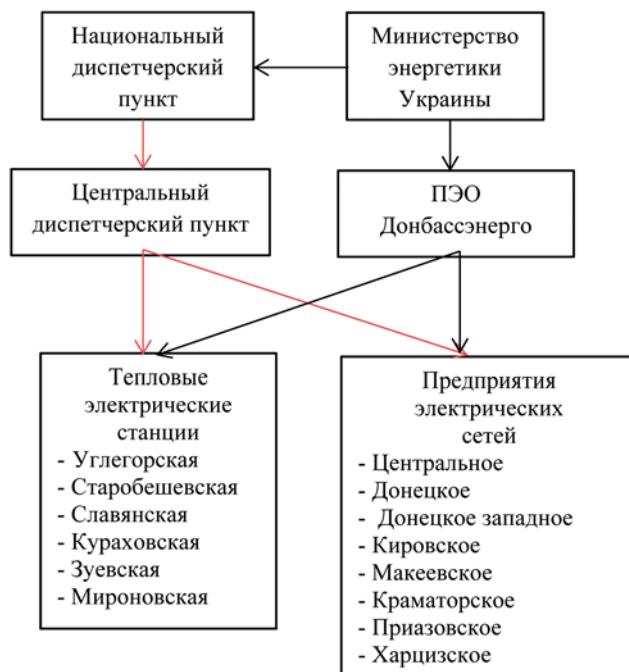 Национальный
диспетчерский
пункт
Министерство
энергетики
Украины
Центральный
диспетчерский пункт
ПЭО
Донбассэнерго
Тепловые
электрические
станции
- Углегорская
- Старобешевская
- Славянская
- Кураховская
- Зуевская
- Мироновская
Предприятия
электрических
сетей
- Центральное
- Донецкое
- Донецкое западное
- Кировское
- Макеевское
- Краматорское
- Приазовское
- Харцизское